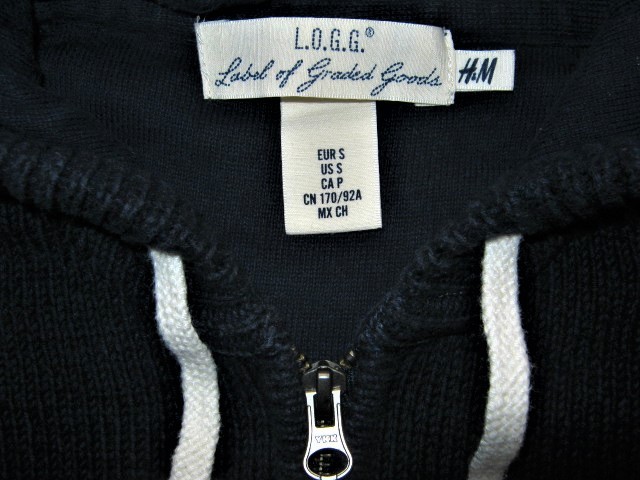 L.O.G.G.®
Label of Graded Goods
H&M
EUR S
US S
CA P
CN 170/92A
MX CH